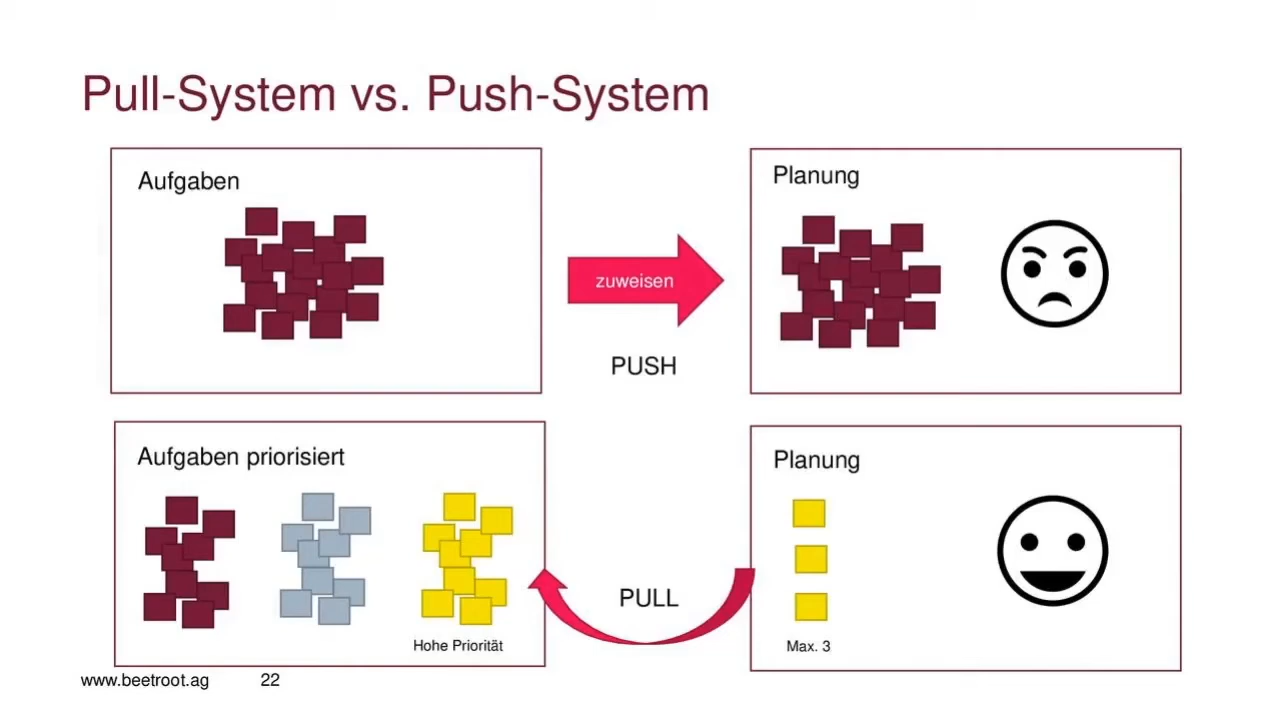 Pull-System vs. Push-System
Aufgaben
zuweisen
PUSH
Planung
Aufgaben priorisiert
Hohe Priorität
PULL
Planung
Max. 3
www.beetroot.ag 22